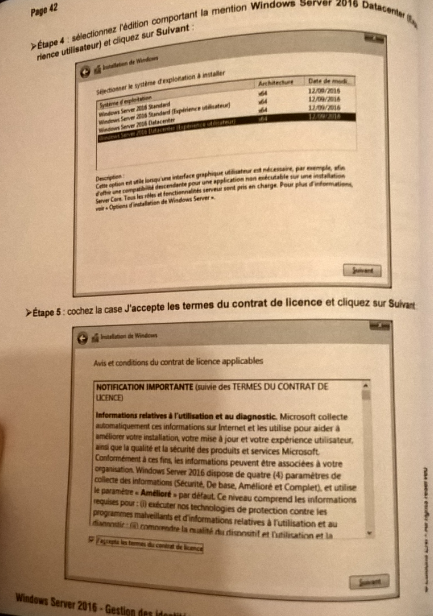 Page 42
➢Étape 4 : sélectionnez l'édition comportant la mention Windows Server 2016 Datacenter
rience utilisateur) et cliquez sur Suivant :
Installation de Windows
Sélectionner le système d'exploitation à installer
Système d'exploitation Architecture Date de modi...
Windows Server 2016 Standard x64 12/09/2016
Windows Server 2016 Standard (Expérience utilisateur) x64 12/09/2016
Windows Server 2016 Datacenter x64 12/09/2016
Windows Server 2016 Datacenter (Expérience utilisateur) x64 12/09/2016
Description :
Cette option est utile lorsqu'une interface graphique utilisateur est nécessaire, par exemple, afin
d'offrir une compatibilité descendante pour une application non exécutable sur une installation
Server Core. Tous les rôles et fonctionnalités serveur sont pris en charge. Pour plus d'informations,
voir « Options d'installation de Windows Server ».
Suivant
➢Étape 5 : cochez la case J'accepte les termes du contrat de licence et cliquez sur Suivant
Installation de Windows
Avis et conditions du contrat de licence applicables
NOTIFICATION IMPORTANTE (suivie des TERMES DU CONTRAT DE
LICENCE)
Informations relatives à l'utilisation et au diagnostic. Microsoft collecte
automatiquement ces informations sur Internet et les utilise pour aider à
améliorer votre installation, votre mise à jour et votre expérience utilisateur,
ainsi que la qualité et la sécurité des produits et services Microsoft.
Conformément à ces fins, les informations peuvent être associées à votre
organisation. Windows Server 2016 dispose de quatre (4) paramètres de
collecte des informations (Sécurité, De base, Amélioré et Complet), et utilise
le paramètre « Amélioré » par défaut. Ce niveau comprend les informations
requises pour : (i) exécuter nos technologies de protection contre les
programmes malveillants et d'informations relatives à l'utilisation et au
diagnostic ; (ii) comprendre la qualité du dispositif et l'utilisation et la
J'accepte les termes du contrat de licence
Suivant
Windows Server 2016 - Gestion des